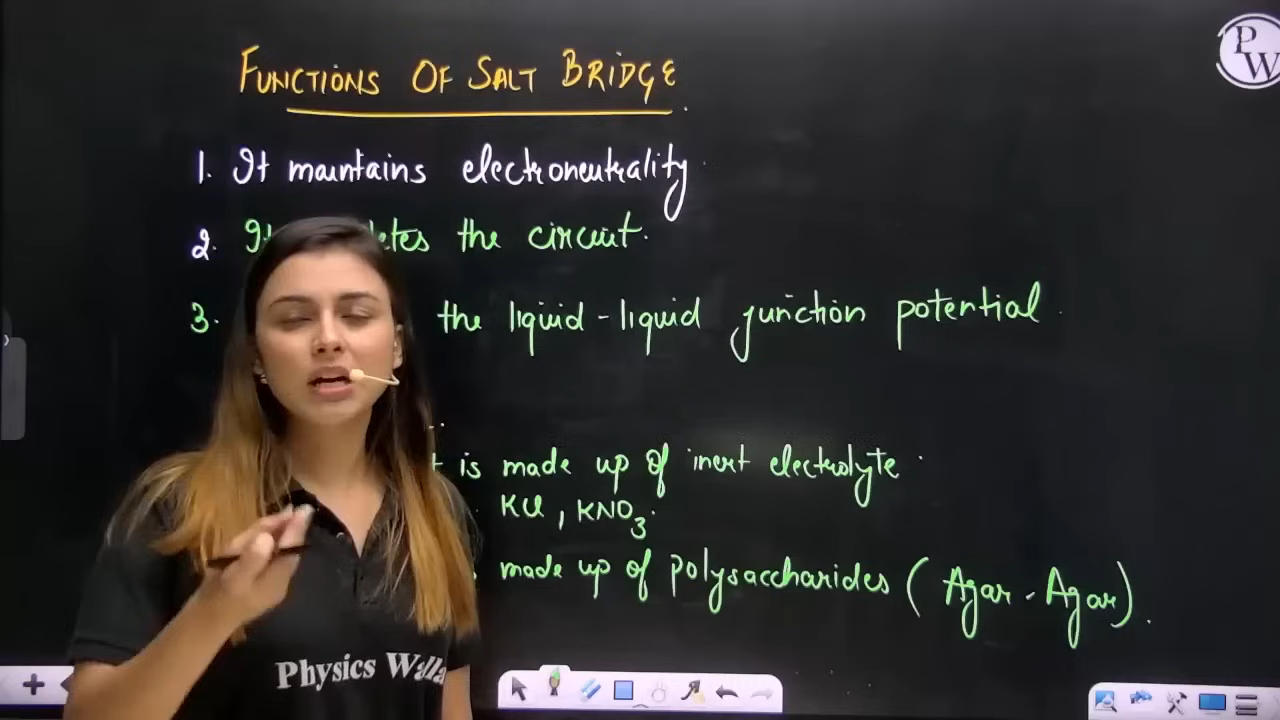 FUNCTIONS OF SALT BRIDGE
1. It maintains electroneutrality
2. the circuit.
3. the liquid-liquid junction potential
is made up of inert electrolyte
KCl, KNO3.
made up of polysaccharides (Agar-Agar).
Physics Walla
PW